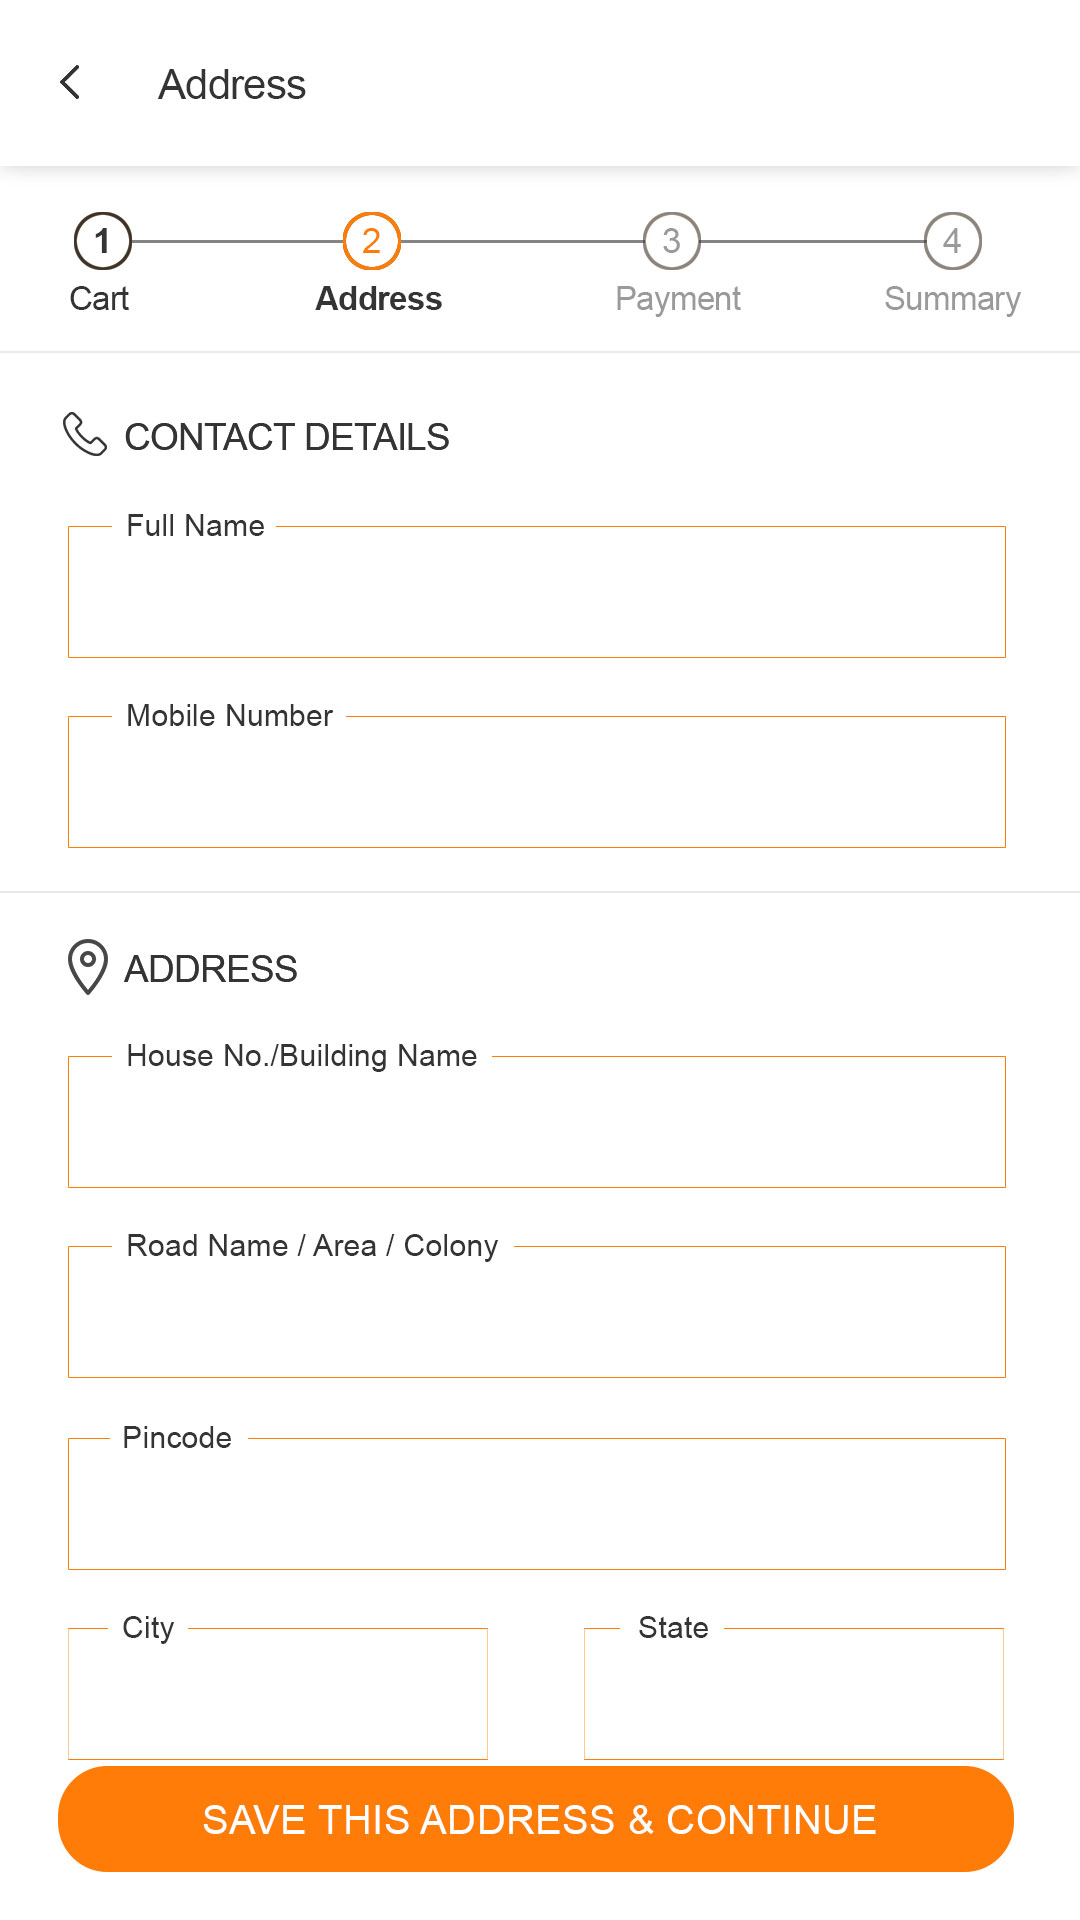 Address
1 2 3 4
Cart Address Payment Summary
CONTACT DETAILS
Full Name
Mobile Number
ADDRESS
House No./Building Name
Road Name / Area / Colony
Pincode
City State
SAVE THIS ADDRESS & CONTINUE